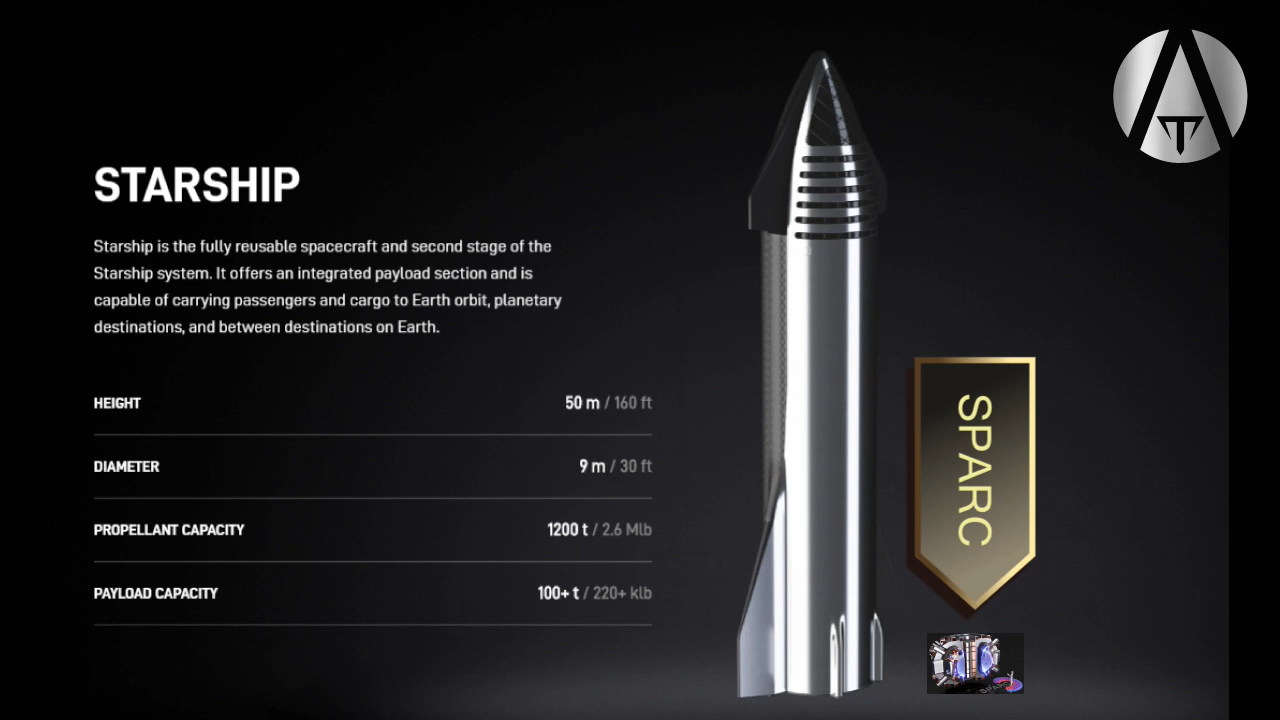 STARSHIP
Starship is the fully reusable spacecraft and second stage of the
Starship system. It offers an integrated payload section and is
capable of carrying passengers and cargo to Earth orbit, planetary
destinations, and between destinations on Earth.
HEIGHT 50 m / 160 ft
DIAMETER 9 m / 30 ft
PROPELLANT CAPACITY 1200 t / 2.6 Mlb
PAYLOAD CAPACITY 100+ t / 220+ klb
SPARC